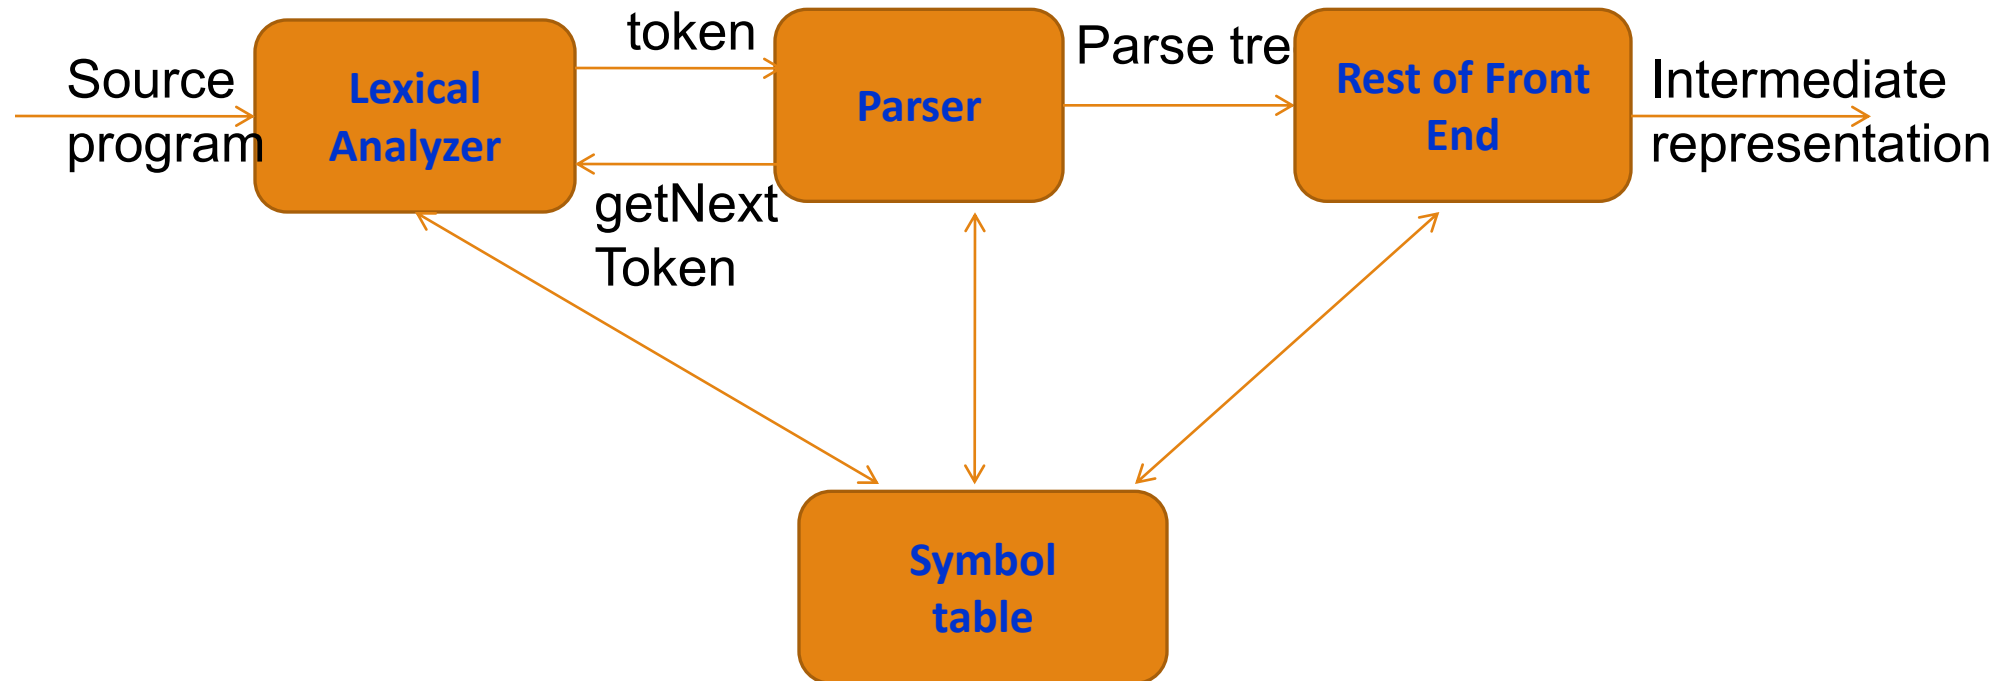 Source
program
Lexical
Analyzer
token
getNext
Token
Parser
Parse tre
Rest of Front
End
Intermediate
representation
Symbol
table